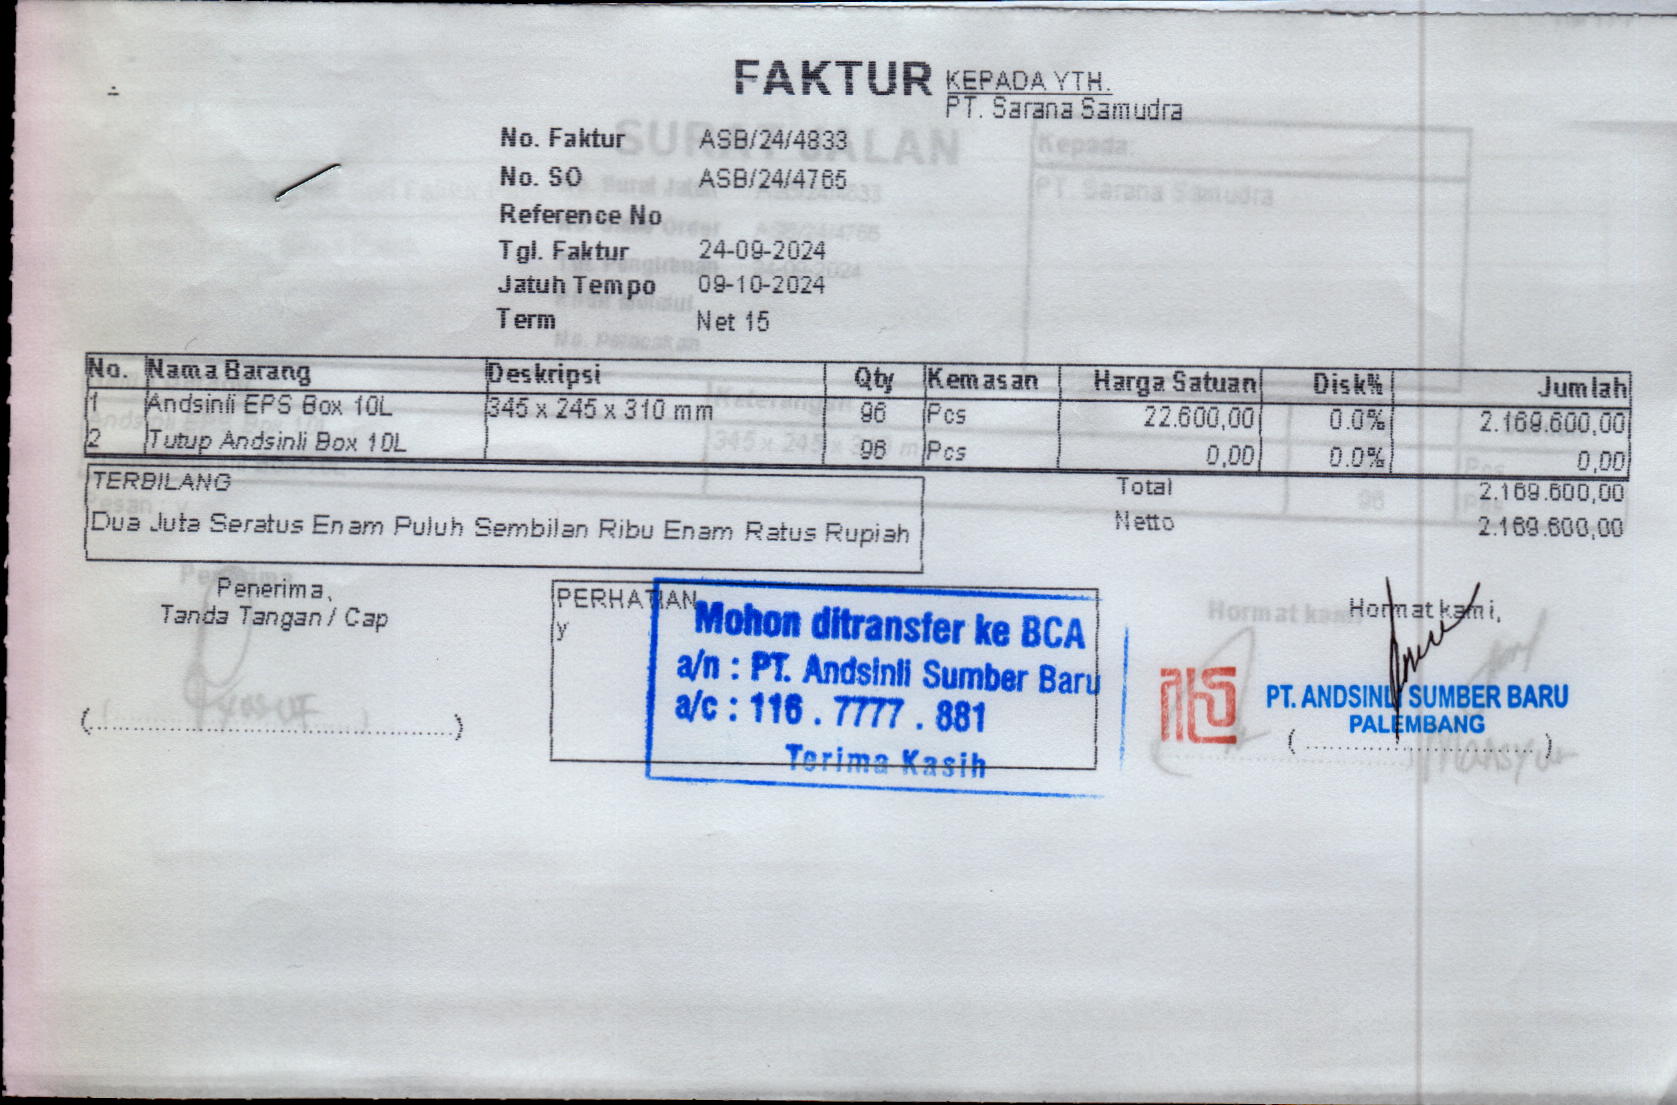 FAKTUR
KEPADA YTH.
PT. Sarana Samudra
No. Faktur ASB/24/4833
No. SO ASB/24/4765
Reference No
Tgl. Faktur 24-09-2024
Jatuh Tempo 09-10-2024
Term Net 15
No. Nama Barang Deskripsi Qty Kemasan Harga Satuan Disk% Jumlah
1 Andsinli EPS Box 10L 345 x 245 x 310 mm 96 Pcs 22.600,00 0.0% 2.169.600,00
2 Tutup Andsinli Box 10L 96 Pcs 0,00 0.0% 0,00
TERBILANG
Dua Juta Seratus Enam Puluh Sembilan Ribu Enam Ratus Rupiah
Total 2.169.600,00
Netto 2.169.600,00
Penerima,
Tanda Tangan / Cap
(....................)
PERHATIAN
y
Mohon ditransfer ke BCA
a/n : PT. Andsinli Sumber Baru
a/c : 116 . 7777 . 881
Terima Kasih
Hormat kami,
PT. ANDSINLI SUMBER BARU
PALEMBANG
(....................)
SURAT JALAN
Kepada:
PT. Sarana Samudra